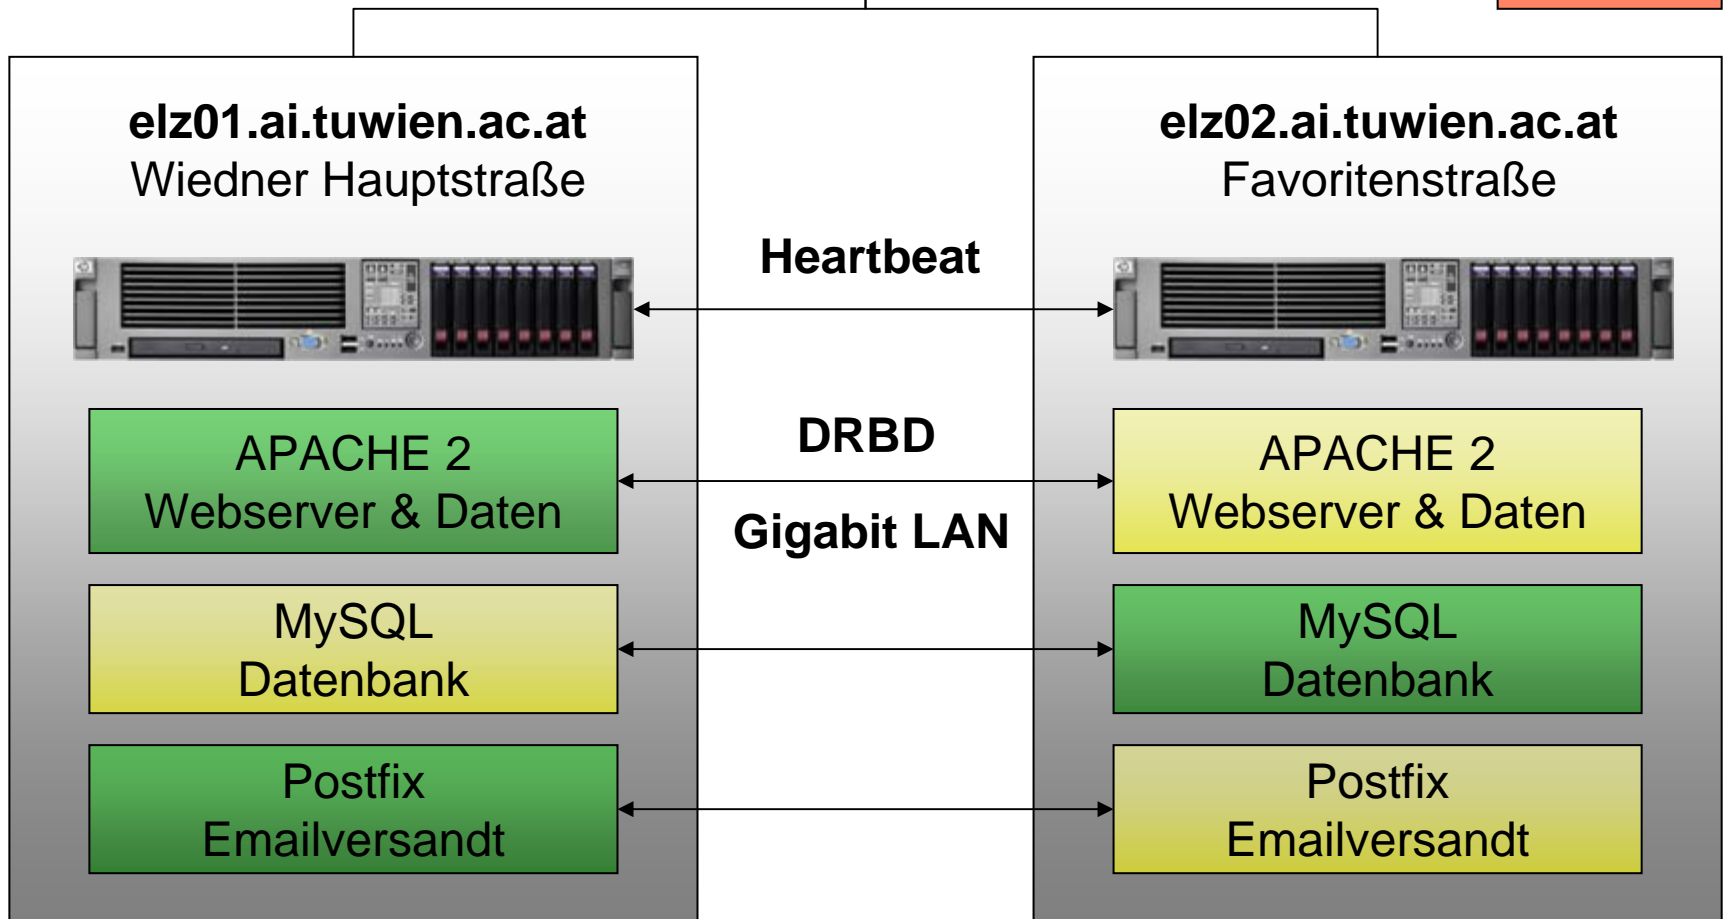 elz01.ai.tuwien.ac.at
Wiedner Hauptstraße
elz02.ai.tuwien.ac.at
Favoritenstraße
Heartbeat
DRBD
Gigabit LAN
APACHE 2
Webserver & Daten
APACHE 2
Webserver & Daten
MySQL
Datenbank
MySQL
Datenbank
Postfix
Emailversandt
Postfix
Emailversandt